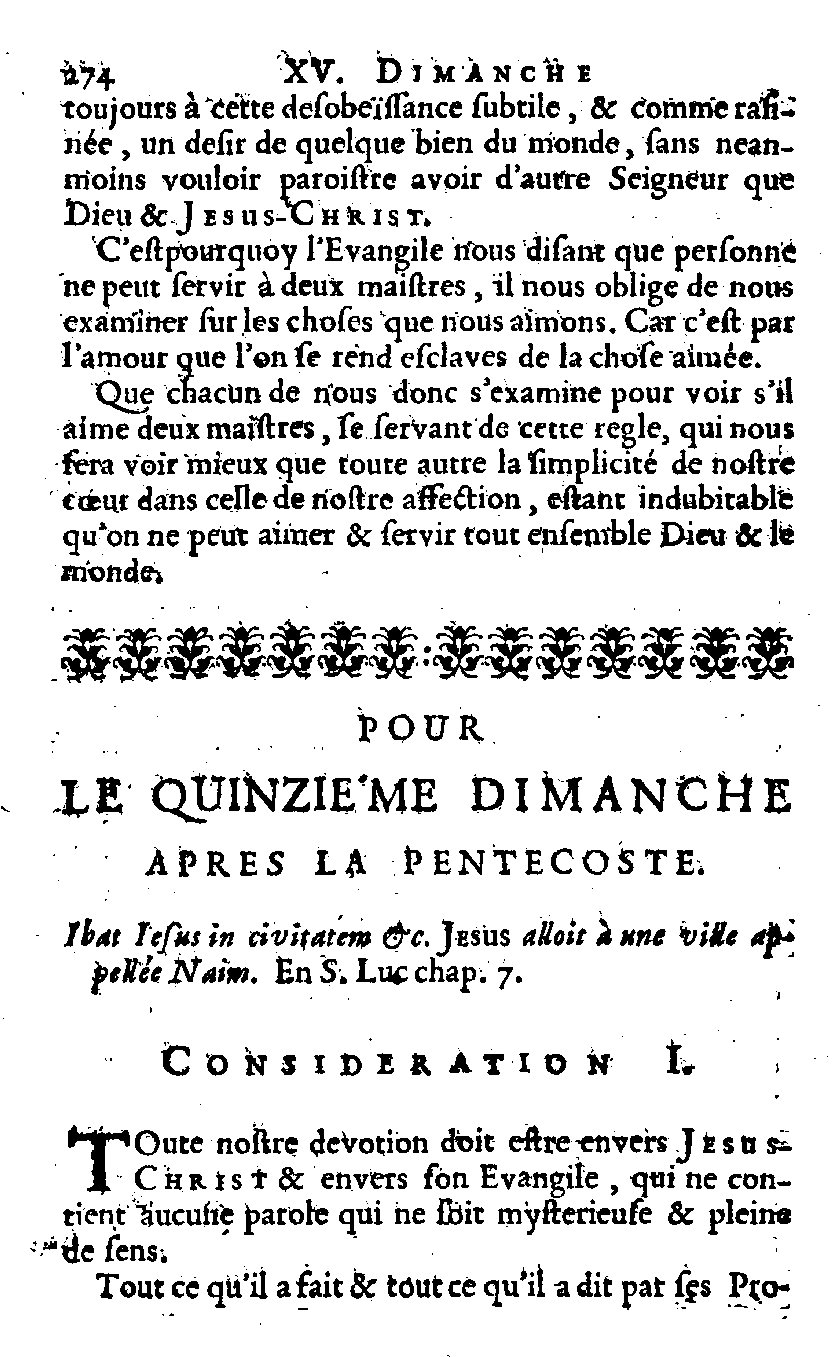 274 XV. DIMANCHE
toujours à cette desobeïssance subtile, & comme rafi-
née, un desir de quelque bien du monde, sans nean-
moins vouloir paroistre avoir d'autre Seigneur que
Dieu & JESUS-CHRIST.
C'estpourquoy l'Evangile nous disant que personne
ne peut servir à deux maistres, il nous oblige de nous
examiner sur les choses que nous aimons. Car c'est par
l'amour que l'on se rend esclaves de la chose aimée.
Que chacun de nous donc s'examine pour voir s'il
aime deux maistres, se servant de cette regle, qui nous
fera voir mieux que toute autre la simplicité de nostre
cœur dans celle de nostre affection, estant indubitable
qu'on ne peut aimer & servir tout ensemble Dieu & le
monde.
POUR
LE QUINZIE'ME DIMANCHE
APRES LA PENTECOSTE.
Ibat Iesus in civitatem &c. JESUS alloit à une ville ap-
pellée Naim. En S. Luc chap. 7.
CONSIDERATION I.
TOute nostre devotion doit estre envers JESUS-
CHRIST & envers son Evangile, qui ne con-
tient aucune parole qui ne soit mysterieuse & pleine
de sens.
Tout ce qu'il a fait & tout ce qu'il a dit par ses Pro-